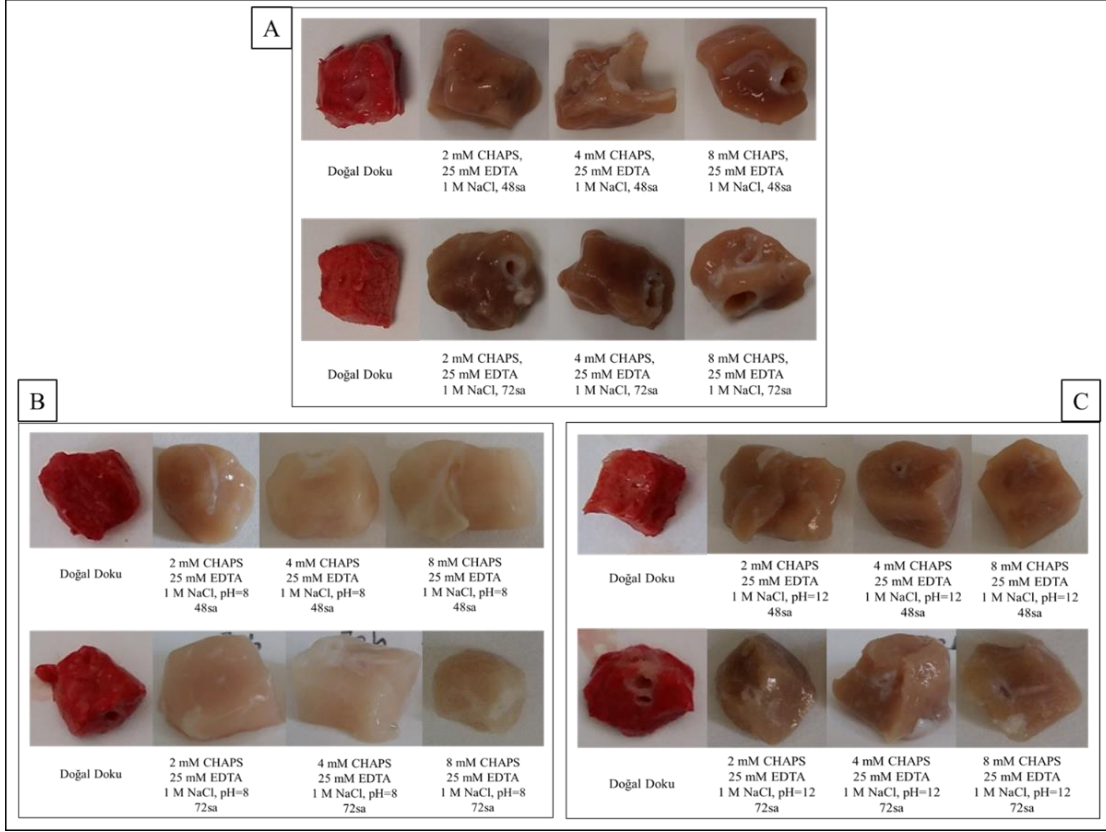 A
Doğal Doku
2 mM CHAPS,
25 mM EDTA
1 M NaCl, 48sa
4 mM CHAPS,
25 mM EDTA
1 M NaCl, 48sa
8 mM CHAPS,
25 mM EDTA
1 M NaCl, 48sa
Doğal Doku
2 mM CHAPS,
25 mM EDTA
1 M NaCl, 72sa
4 mM CHAPS,
25 mM EDTA
1 M NaCl, 72sa
8 mM CHAPS,
25 mM EDTA
1 M NaCl, 72sa
B
Doğal Doku
2 mM CHAPS
25 mM EDTA
1 M NaCl, pH=8
48sa
4 mM CHAPS
25 mM EDTA
1 M NaCl, pH=8
48sa
8 mM CHAPS
25 mM EDTA
1 M NaCl, pH=8
48sa
Doğal Doku
2 mM CHAPS
25 mM EDTA
1 M NaCl, pH=8
72sa
4 mM CHAPS
25 mM EDTA
1 M NaCl, pH=8
72sa
8 mM CHAPS
25 mM EDTA
1 M NaCl, pH=8
72sa
C
Doğal Doku
2 mM CHAPS
25 mM EDTA
1 M NaCl, pH=12
48sa
4 mM CHAPS
25 mM EDTA
1 M NaCl, pH=12
48sa
8 mM CHAPS
25 mM EDTA
1 M NaCl, pH=12
48sa
Doğal Doku
2 mM CHAPS
25 mM EDTA
1 M NaCl, pH=12
72sa
4 mM CHAPS
25 mM EDTA
1 M NaCl, pH=12
72sa
8 mM CHAPS
25 mM EDTA
1 M NaCl, pH=12
72sa